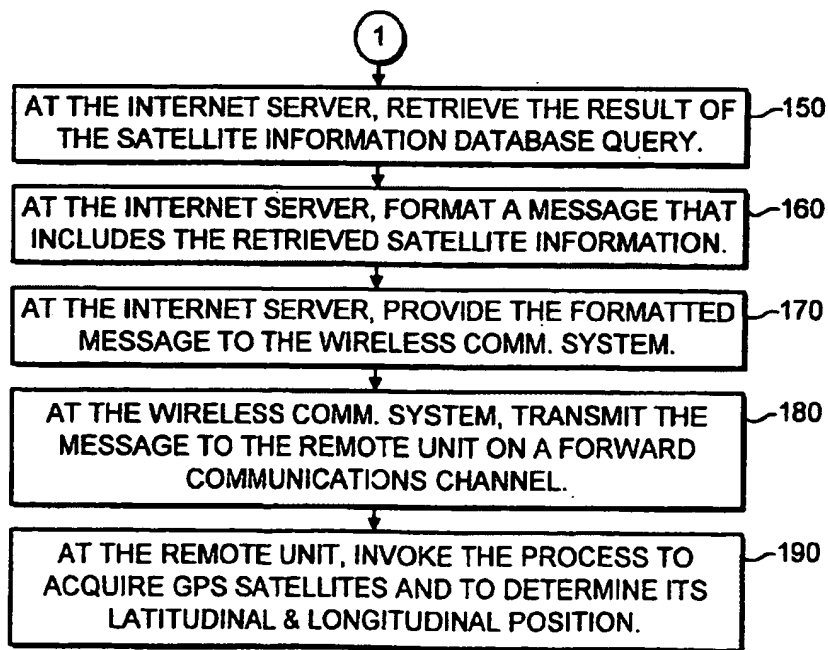 1
AT THE INTERNET SERVER, RETRIEVE THE RESULT OF
THE SATELLITE INFORMATION DATABASE QUERY.
150
AT THE INTERNET SERVER, FORMAT A MESSAGE THAT
INCLUDES THE RETRIEVED SATELLITE INFORMATION.
160
AT THE INTERNET SERVER, PROVIDE THE FORMATTED
MESSAGE TO THE WIRELESS COMM. SYSTEM.
170
AT THE WIRELESS COMM. SYSTEM, TRANSMIT THE
MESSAGE TO THE REMOTE UNIT ON A FORWARD
COMMUNICATIONS CHANNEL.
180
AT THE REMOTE UNIT, INVOKE THE PROCESS TO
ACQUIRE GPS SATELLITES AND TO DETERMINE ITS
LATITUDINAL & LONGITUDINAL POSITION.
190